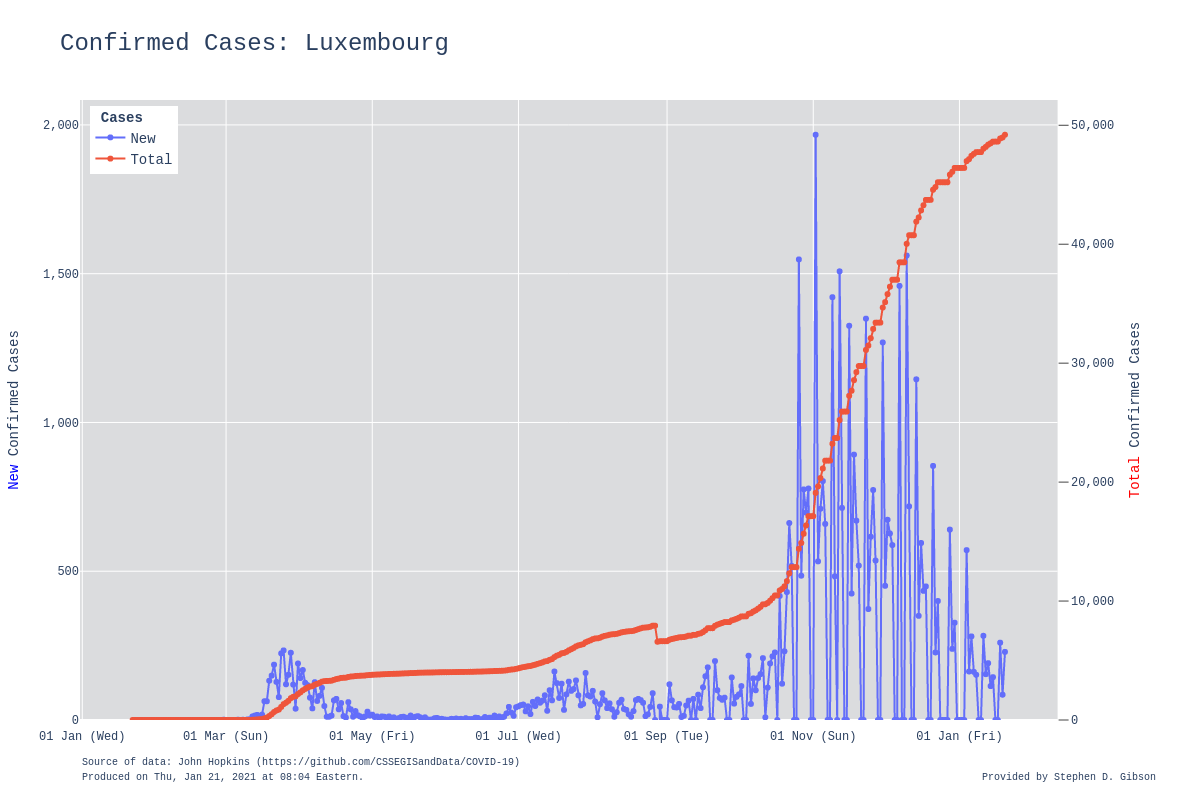 Confirmed Cases: Luxembourg
Cases
New
Total
2,000
1,500
1,000
500
0
New Confirmed Cases
50,000
40,000
30,000
20,000
10,000
0
Total Confirmed Cases
01 Jan (Wed)
01 Mar (Sun)
01 May (Fri)
01 Jul (Wed)
01 Sep (Tue)
01 Nov (Sun)
01 Jan (Fri)
Source of data: John Hopkins (https://github.com/CSSEGISandData/COVID-19)
Produced on Thu, Jan 21, 2021 at 08:04 Eastern.
Provided by Stephen D. Gibson